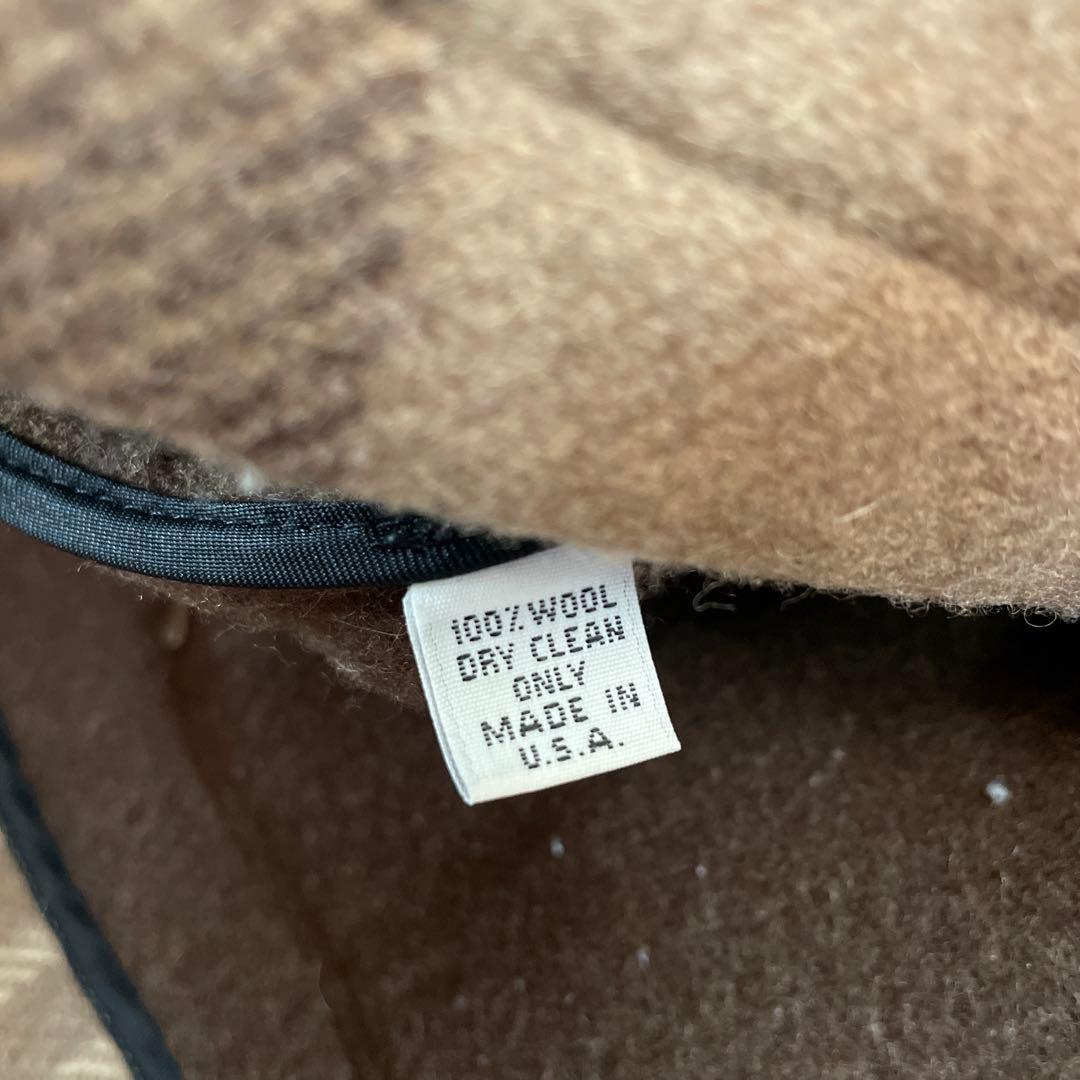 100% WOOL
DRY CLEAN
ONLY
MADE IN
U.S.A.